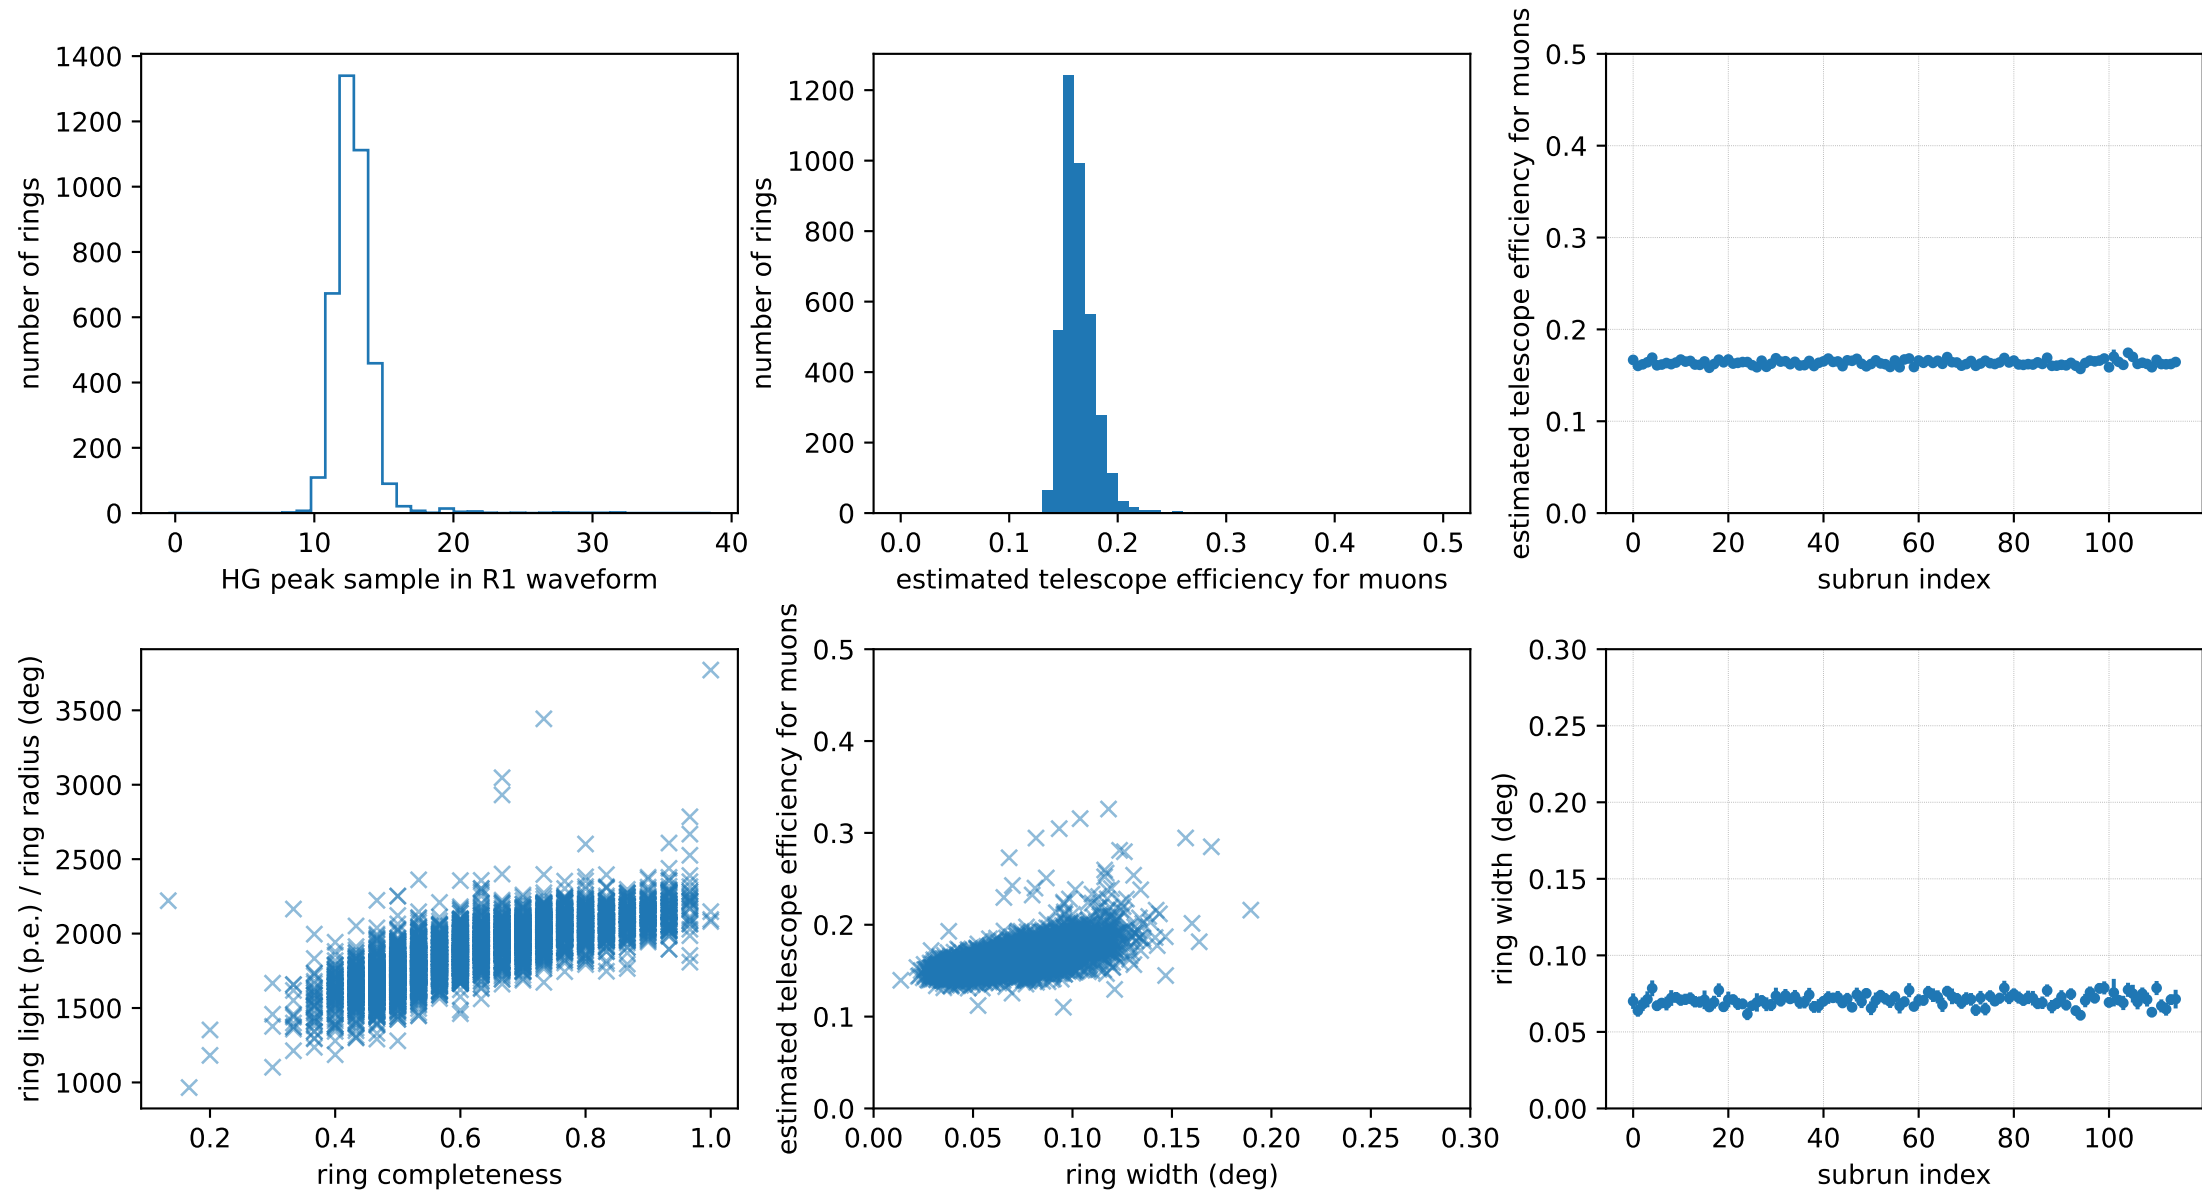 1400
1200
1000
800
600
400
200
0
number of rings
0 10 20 30 40
HG peak sample in R1 waveform
1200
1000
800
600
400
200
0
number of rings
0.0 0.1 0.2 0.3 0.4 0.5
estimated telescope efficiency for muons
0.5
0.4
0.3
0.2
0.1
0.0
estimated telescope efficiency for muons
0 20 40 60 80 100
subrun index
3500
3000
2500
2000
1500
1000
ring light (p.e.) / ring radius (deg)
0.2 0.4 0.6 0.8 1.0
ring completeness
0.5
0.4
0.3
0.2
0.1
0.0
estimated telescope efficiency for muons
0.00 0.05 0.10 0.15 0.20 0.25 0.30
ring width (deg)
0.30
0.25
0.20
0.15
0.10
0.05
0.00
ring width (deg)
0 20 40 60 80 100
subrun index